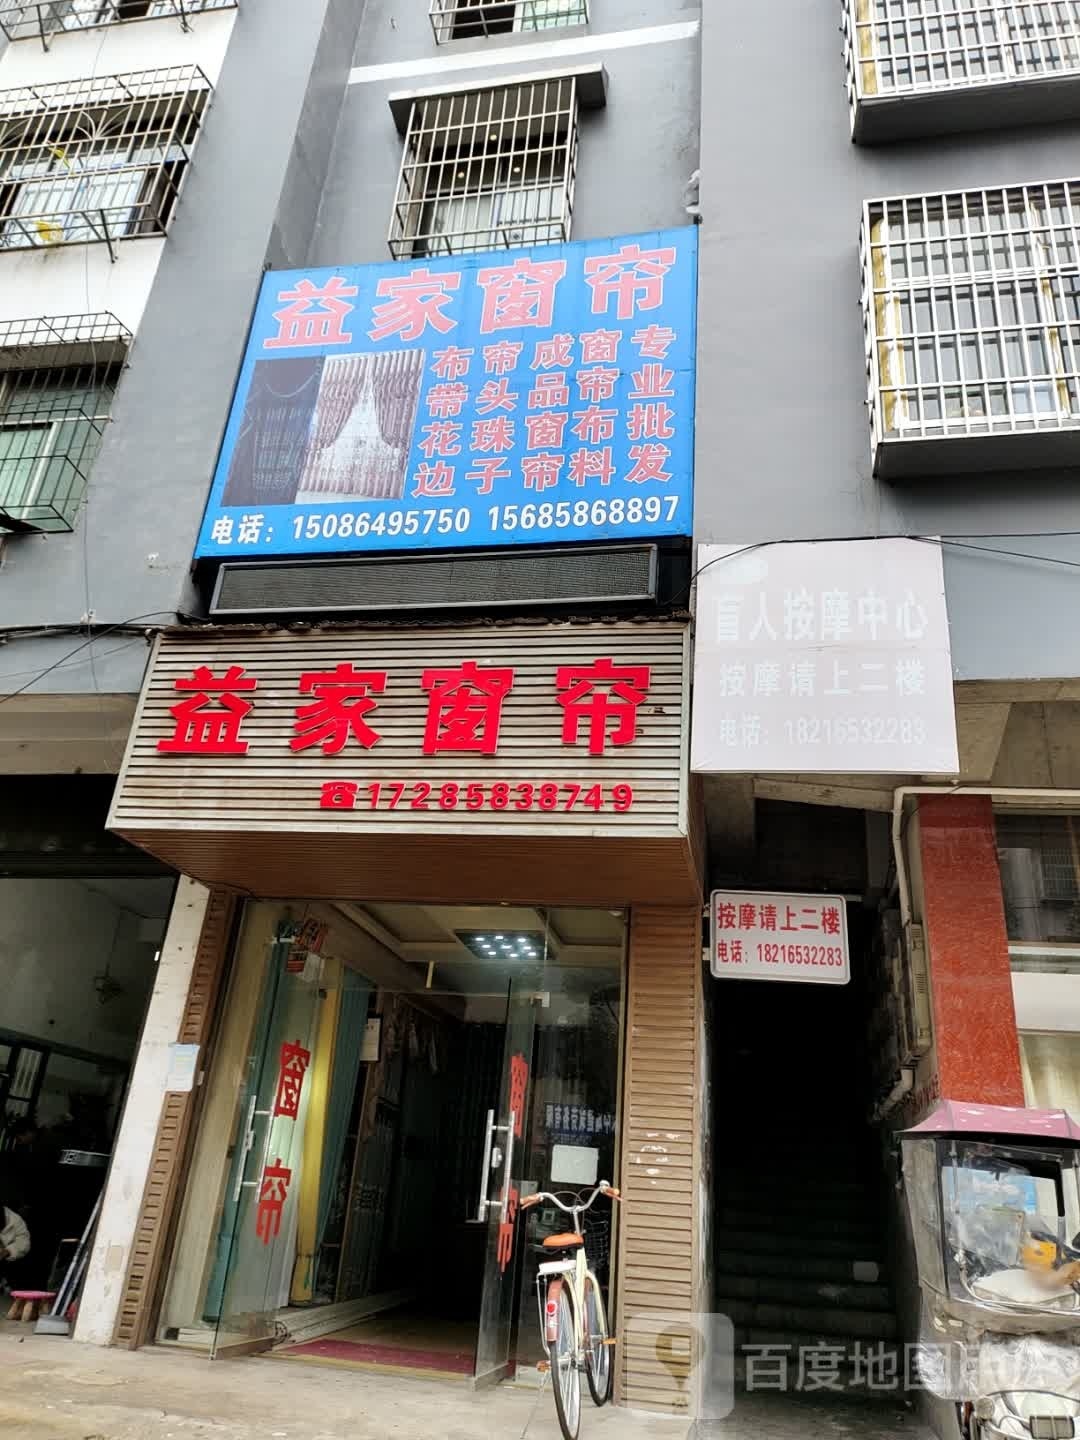 益家窗帘
布帘成窗专
带头品帘业
花珠窗布批
边子帘料发
电话：15086495750 15685868897
益家窗帘
☎17285838749
盲人按摩中心
按摩请上二楼
电话：18216532283
按摩请上二楼
电话：18216532283
窗帘
窗帘
百度地图